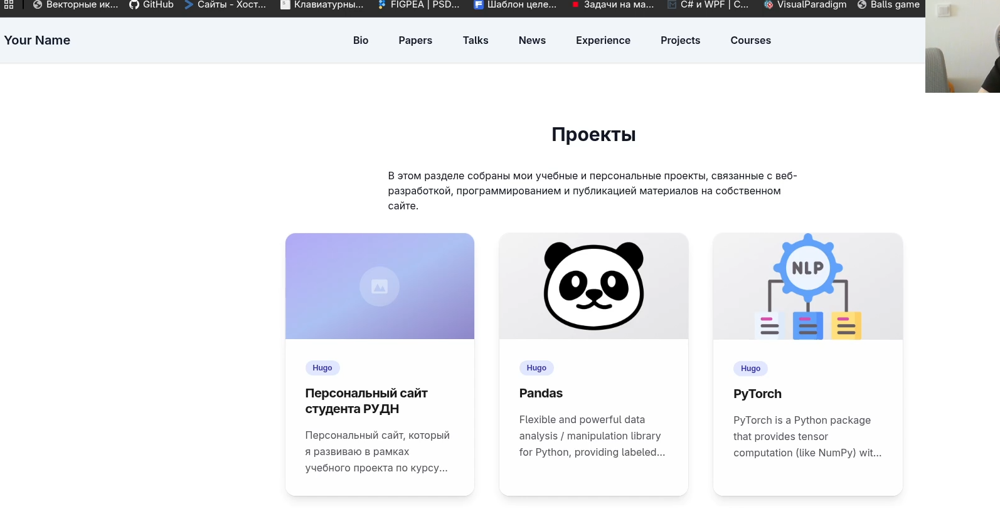 Векторные ик...
GitHub
Сайты - Хост...
Клавиатурны...
FIGPEA | PSD...
Шаблон целе...
Задачи на ма...
C# и WPF | С...
VisualParadigm
Balls game
Your Name
Bio
Papers
Talks
News
Experience
Projects
Courses
Проекты
В этом разделе собраны мои учебные и персональные проекты, связанные с веб-
разработкой, программированием и публикацией материалов на собственном
сайте.
Hugo
Персональный сайт
студента РУДН
Персональный сайт, который
я развиваю в рамках
учебного проекта по курсу...
Hugo
Pandas
Flexible and powerful data
analysis / manipulation library
for Python, providing labeled...
NLP
Hugo
PyTorch
PyTorch is a Python package
that provides tensor
computation (like NumPy) wit...